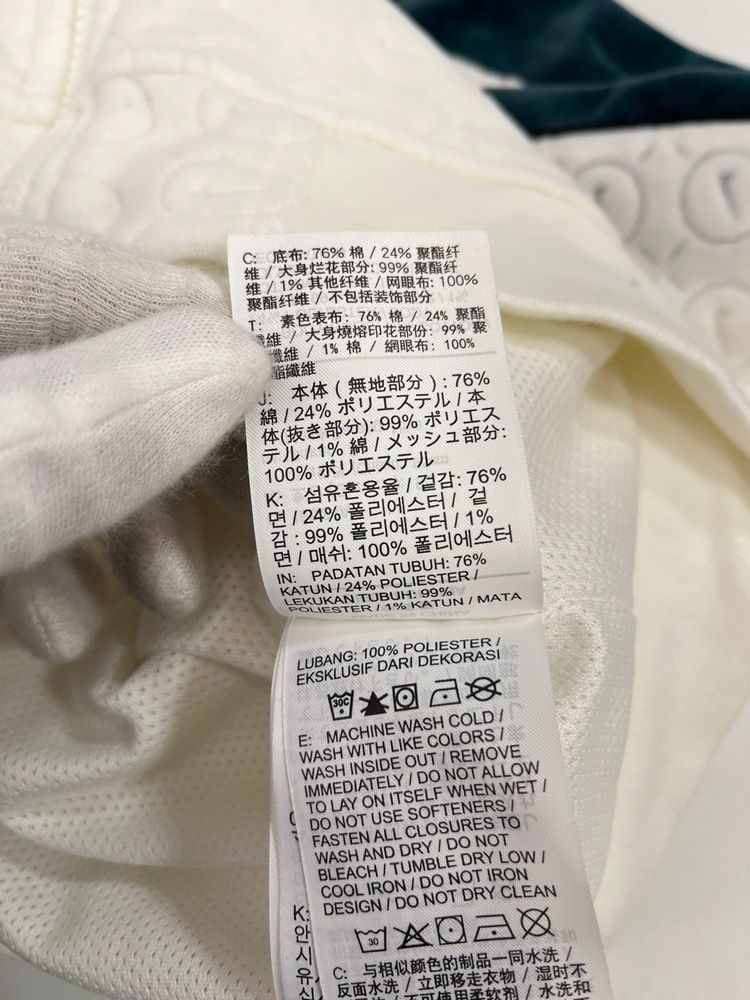 C: 底布: 76% 棉 / 24% 聚酯纤
维 / 大身烂花部分: 99% 聚酯纤
维 / 1% 其他纤维 / 网眼布: 100%
聚酯纤维 / 不包括装饰部分
T: 素色表布: 76% 棉 / 24% 聚酯
纖維 / 大身燒熔印花部份: 99% 聚
纖維 / 1% 棉 / 網眼布: 100%
酯纖維
J: 本体 ( 無地部分 ) : 76%
綿 / 24% ポリエステル / 本
体(抜き部分): 99% ポリエス
テル / 1% 綿 / メッシュ部分:
100% ポリエステル
K: 섬유혼용율 / 겉감: 76%
면 / 24% 폴리에스터 / 겉
감 : 99% 폴리에스터 / 1%
면 / 매쉬: 100% 폴리에스터
IN: PADATAN TUBUH: 76%
KATUN / 24% POLIESTER /
LEKUKAN TUBUH: 99%
POLIESTER / 1% KATUN / MATA
LUBANG: 100% POLIESTER /
EKSKLUSIF DARI DEKORASI
30C
E: MACHINE WASH COLD /
WASH WITH LIKE COLORS /
WASH INSIDE OUT / REMOVE
IMMEDIATELY / DO NOT ALLOW
TO LAY ON ITSELF WHEN WET /
DO NOT USE SOFTENERS /
FASTEN ALL CLOSURES TO
WASH AND DRY / DO NOT
BLEACH / TUMBLE DRY LOW /
COOL IRON / DO NOT IRON
DESIGN / DO NOT DRY CLEAN
30
C: 与相似颜色的制品一同水洗 /
反面水洗 / 立即移走衣物 / 湿时不
K:
안
시
유